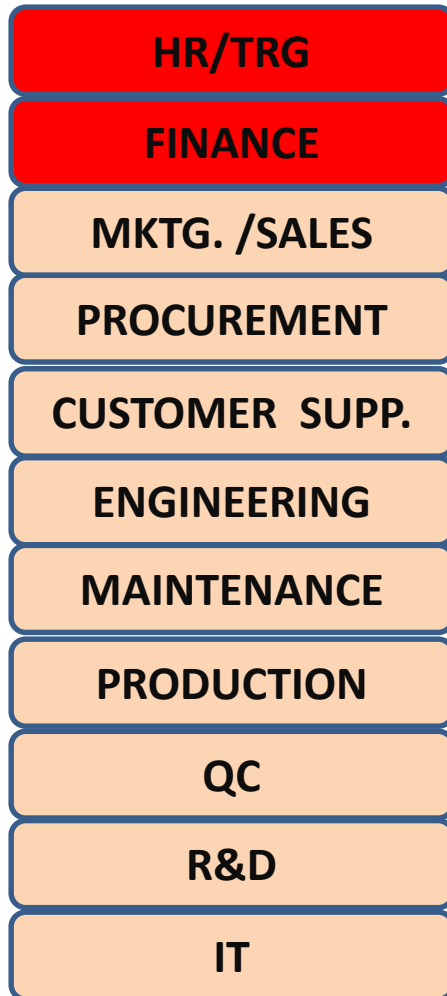 HR/TRG
FINANCE
MKTG. /SALES
PROCUREMENT
CUSTOMER SUPP.
ENGINEERING
MAINTENANCE
PRODUCTION
QC
R&D
IT